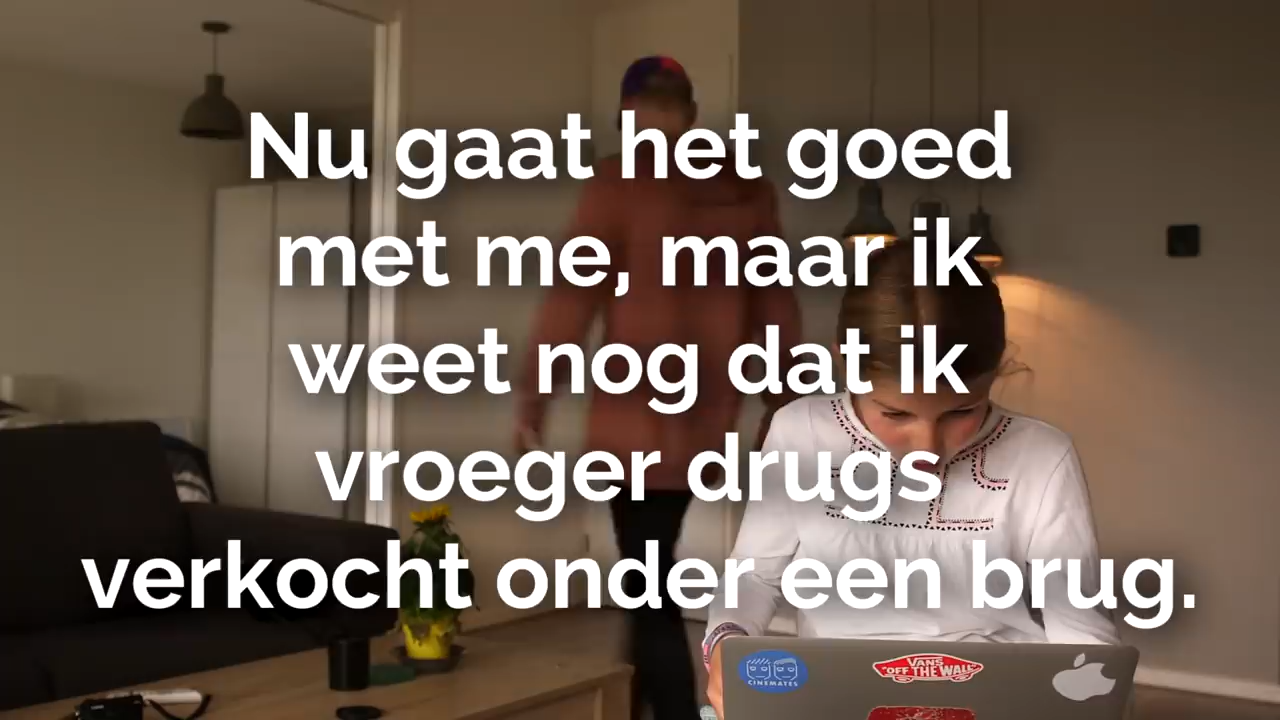 Nu gaat het goed
met me, maar ik
weet nog dat ik
vroeger drugs
verkocht onder een brug.
CINEMATES
VANS
"OFF THE WALL"